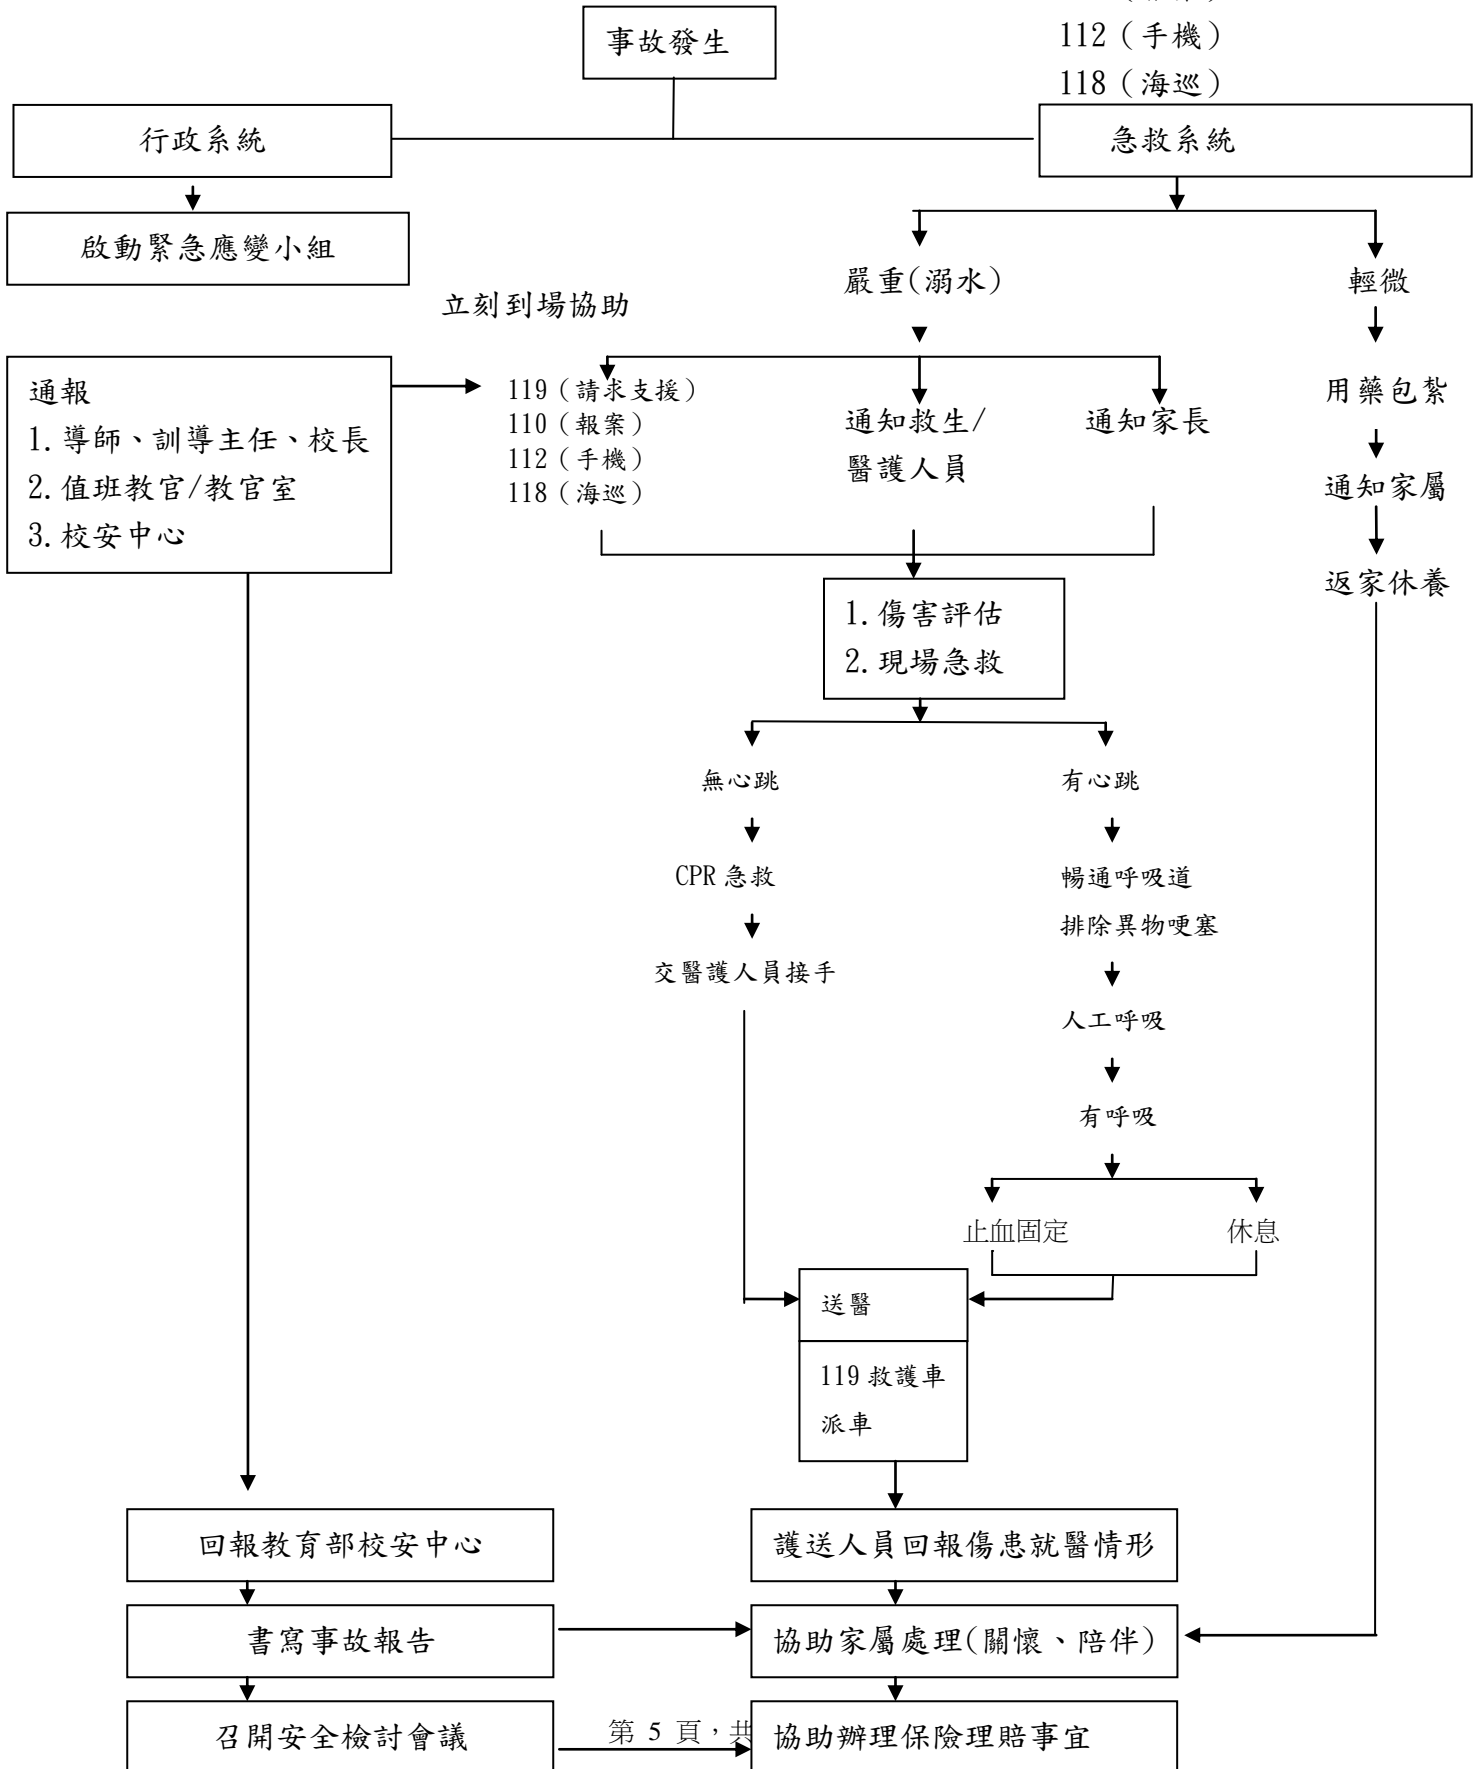 事故發生
112（手機）
118（海巡）
行政系統
急救系統
啟動緊急應變小組
嚴重(溺水)
輕微
立刻到場協助
通報
1.導師、訓導主任、校長
2.值班教官/教官室
3.校安中心
119（請求支援）
110（報案）
112（手機）
118（海巡）
通知救生/
醫護人員
通知家長
用藥包紮
通知家屬
返家休養
1.傷害評估
2.現場急救
無心跳
有心跳
CPR 急救
暢通呼吸道
排除異物哽塞
交醫護人員接手
人工呼吸
有呼吸
止血固定
休息
送醫
119 救護車
派車
回報教育部校安中心
護送人員回報傷患就醫情形
書寫事故報告
協助家屬處理(關懷、陪伴)
召開安全檢討會議
第 5 頁，共
協助辦理保險理賠事宜